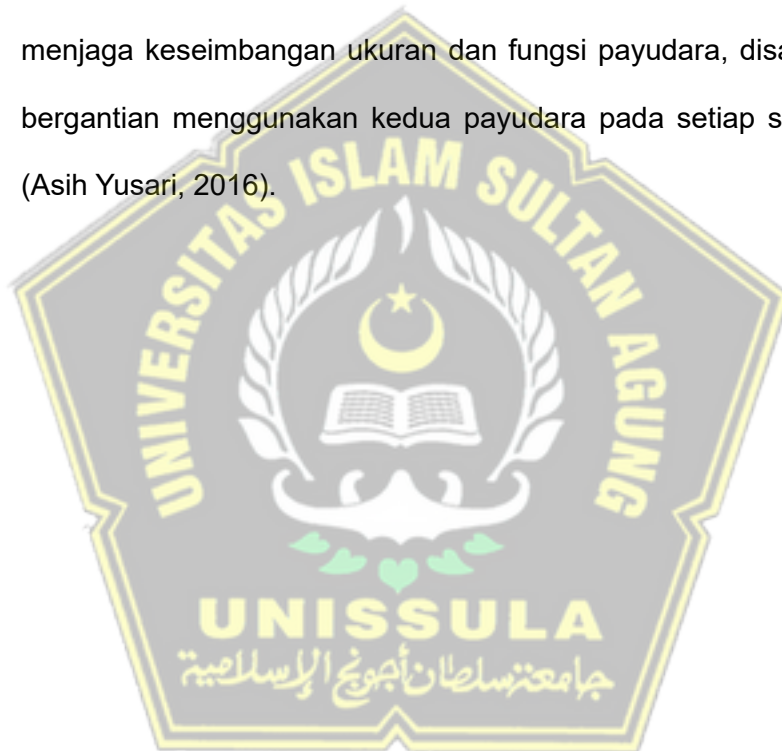 menjaga keseimbangan ukuran dan fungsi payudara,
bergantian menggunakan kedua payudara pada setiap
(Asih Yusari, 2016).
UNIVERSITAS ISLAM SULTAN AGUNG
UNISSULA
جامعة سلطان أجونج الإسلامية